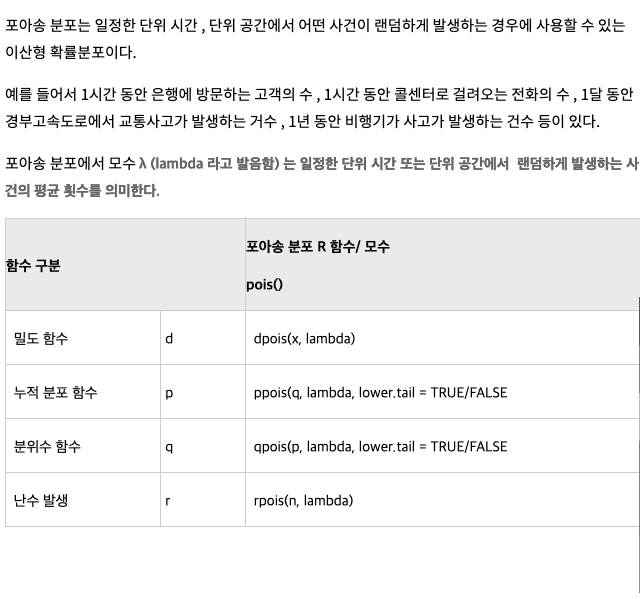 포아송 분포는 일정한 단위 시간 , 단위 공간에서 어떤 사건이 랜덤하게 발생하는 경우에 사용할 수 있는
이산형 확률분포이다.
예를 들어서 1시간 동안 은행에 방문하는 고객의 수 , 1시간 동안 콜센터로 걸려오는 전화의 수 , 1달 동안
경부고속도로에서 교통사고가 발생하는 거수 , 1년 동안 비행기가 사고가 발생하는 건수 등이 있다.
포아송 분포에서 모수 λ (lambda 라고 발음함) 는 일정한 단위 시간 또는 단위 공간에서 랜덤하게 발생하는 사
건의 평균 횟수를 의미한다.
함수 구분
포아송 분포 R 함수/ 모수
pois()
밀도 함수 d dpois(x, lambda)
누적 분포 함수 p ppois(q, lambda, lower.tail = TRUE/FALSE
분위수 함수 q qpois(p, lambda, lower.tail = TRUE/FALSE
난수 발생 r rpois(n, lambda)